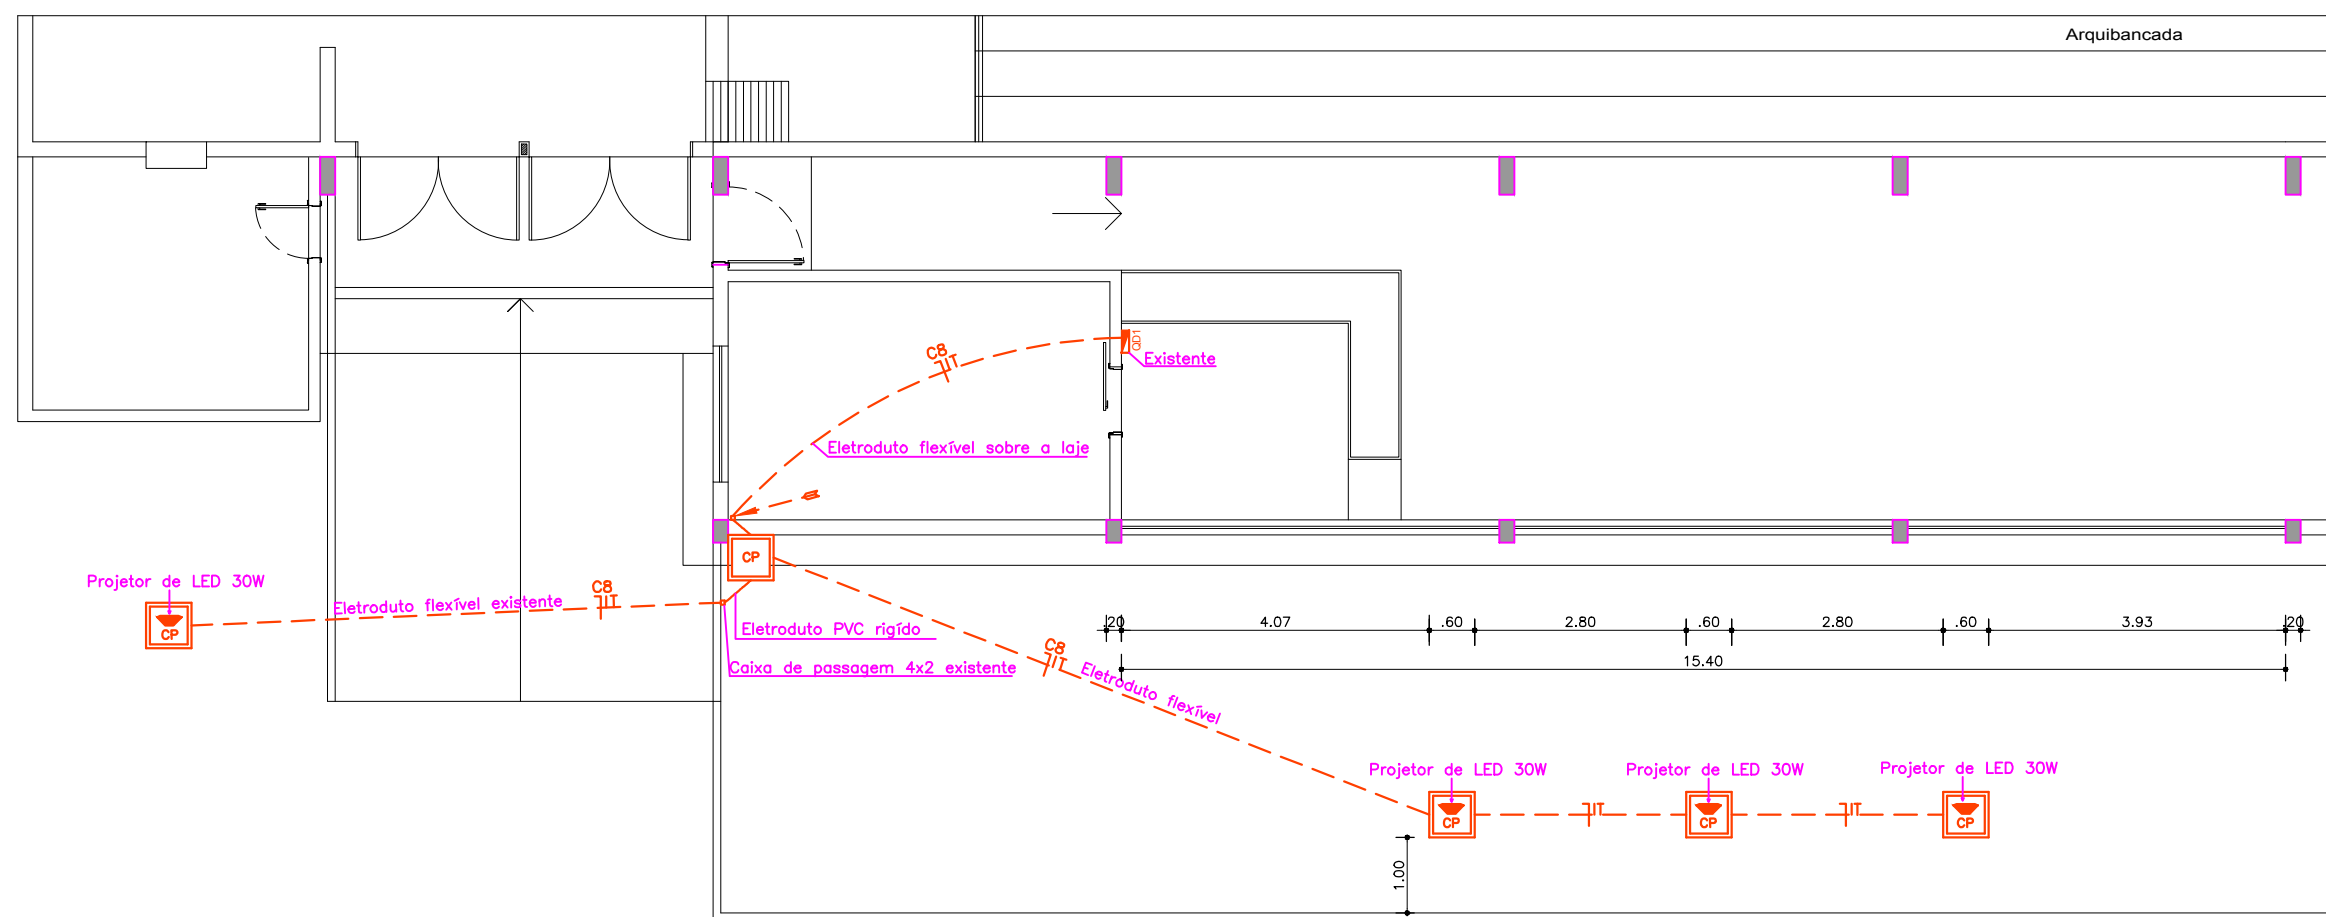 Arquibancada
QD1
C8
Existente
Eletroduto flexível sobre a laje
CP
Projetor de LED 30W
CP
Eletroduto flexível existente
C8
Eletroduto PVC rigído
Caixa de passagem 4x2 existente
C8
Eletroduto flexível
.20
4.07
.60
2.80
.60
2.80
.60
3.93
.20
15.40
Projetor de LED 30W
Projetor de LED 30W
Projetor de LED 30W
CP
CP
CP
1.00